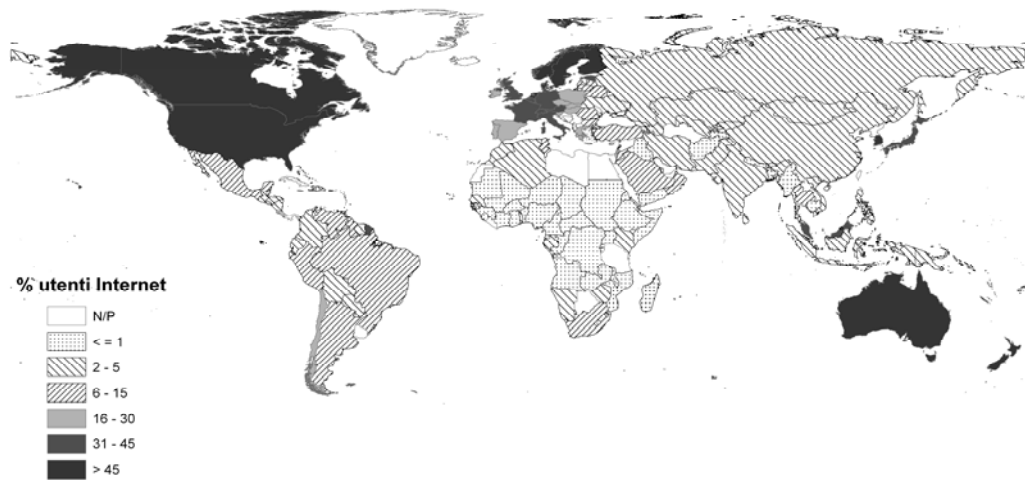 % utenti Internet
N/P
< = 1
2 - 5
6 - 15
16 - 30
31 - 45
> 45